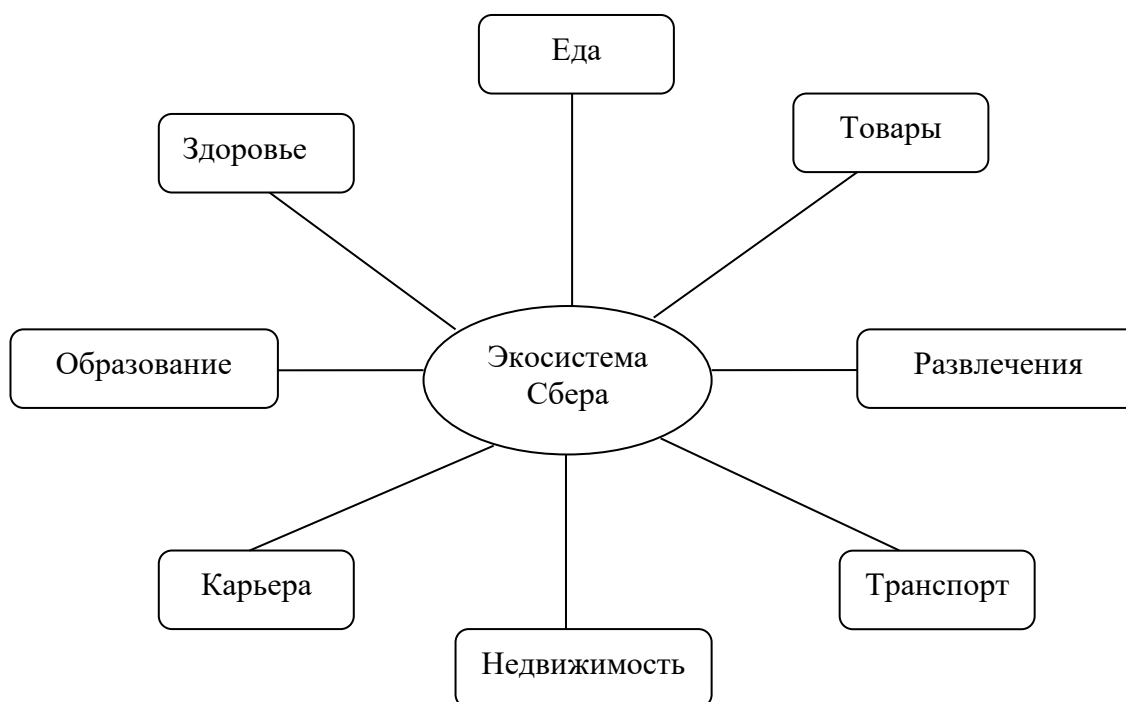 Еда
Товары
Здоровье
Экосистема
Сбера
Образование
Развлечения
Карьера
Транспорт
Недвижимость